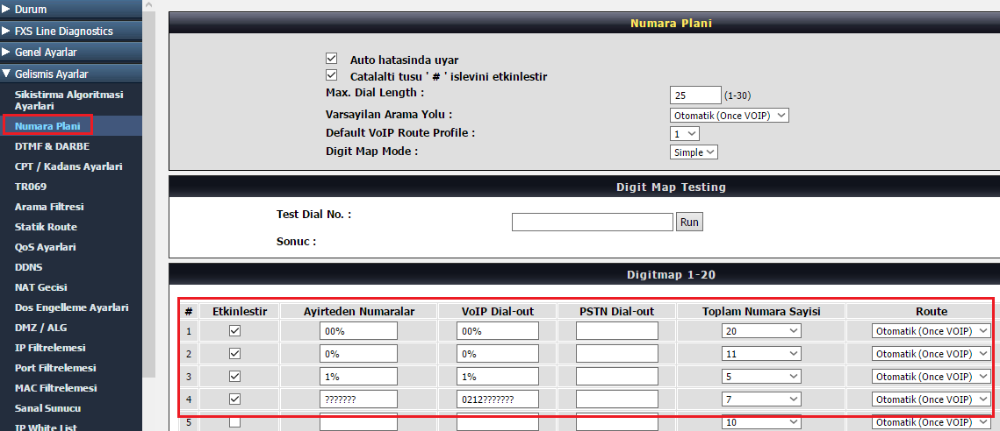 Durum
FXS Line Diagnostics
Genel Ayarlar
Gelismis Ayarlar
Sikistirma Algoritmasi
Ayarlari
Numara Plani
DTMF & DARBE
CPT / Kadans Ayarlari
TR069
Arama Filtresi
Statik Route
QoS Ayarlari
DDNS
NAT Gecisi
Dos Engelleme Ayarlari
DMZ / ALG
IP Filtrelemesi
Port Filtrelemesi
MAC Filtrelemesi
Sanal Sunucu
IP White List
Numara Plani
Auto hatasinda uyar
Catalalti tusu ' # ' islevini etkinlestir
Max. Dial Length : 25 (1-30)
Varsayilan Arama Yolu : Otomatik (Once VOIP)
Default VoIP Route Profile : 1
Digit Map Mode : Simple
Digit Map Testing
Test Dial No. : Run
Sonuc :
Digitmap 1-20
# Etkinlestir Ayirteden Numaralar VoIP Dial-out PSTN Dial-out Toplam Numara Sayisi Route
1 00% 00% 20 Otomatik (Once VOIP)
2 0% 0% 11 Otomatik (Once VOIP)
3 1% 1% 5 Otomatik (Once VOIP)
4 ??????? 0212??????? 7 Otomatik (Once VOIP)
5 10 Otomatik (Once VOIP)